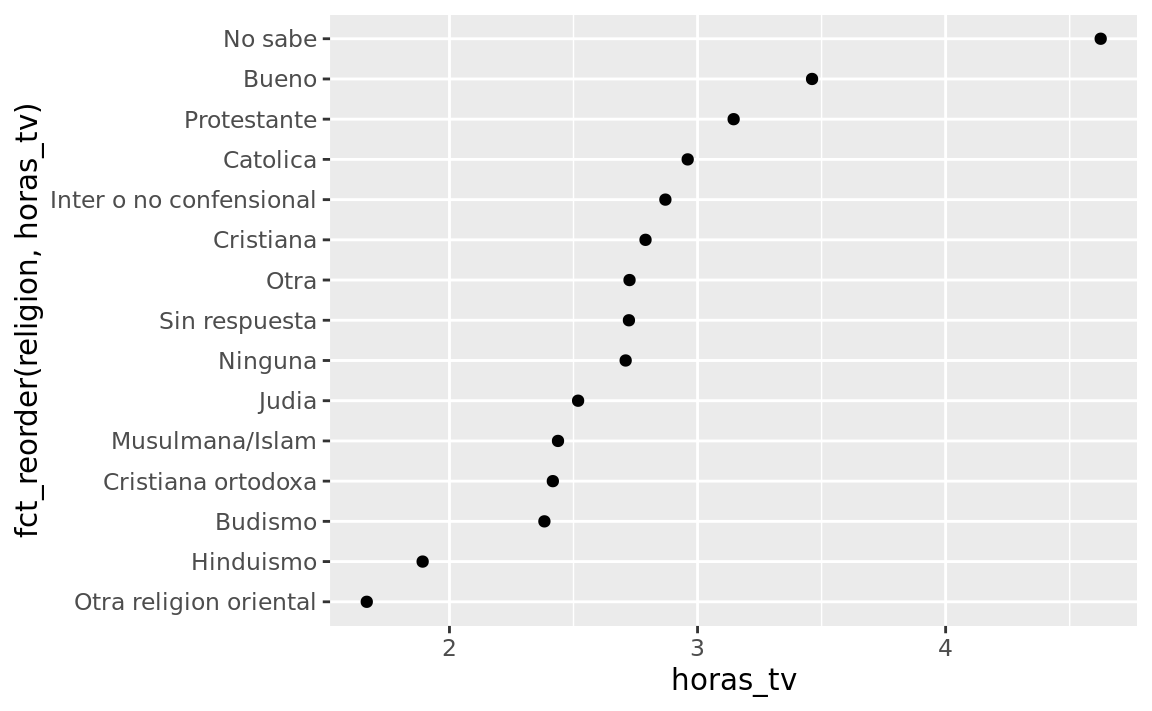 fct_reorder(religion, horas_tv)
No sabe
Bueno
Protestante
Catolica
Inter o no confensional
Cristiana
Otra
Sin respuesta
Ninguna
Judia
Musulmana/Islam
Cristiana ortodoxa
Budismo
Hinduismo
Otra religion oriental
2 3 4
horas_tv